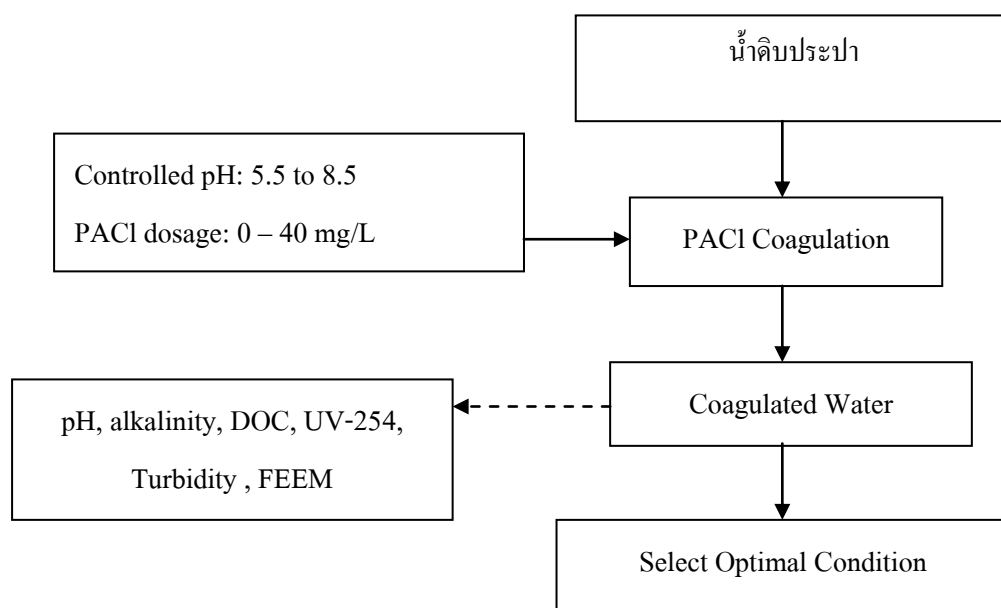 น้ำดิบประปา
Controlled pH: 5.5 to 8.5
PACl dosage: 0 – 40 mg/L
PACl Coagulation
Coagulated Water
pH, alkalinity, DOC, UV-254,
Turbidity , FEEM
Select Optimal Condition